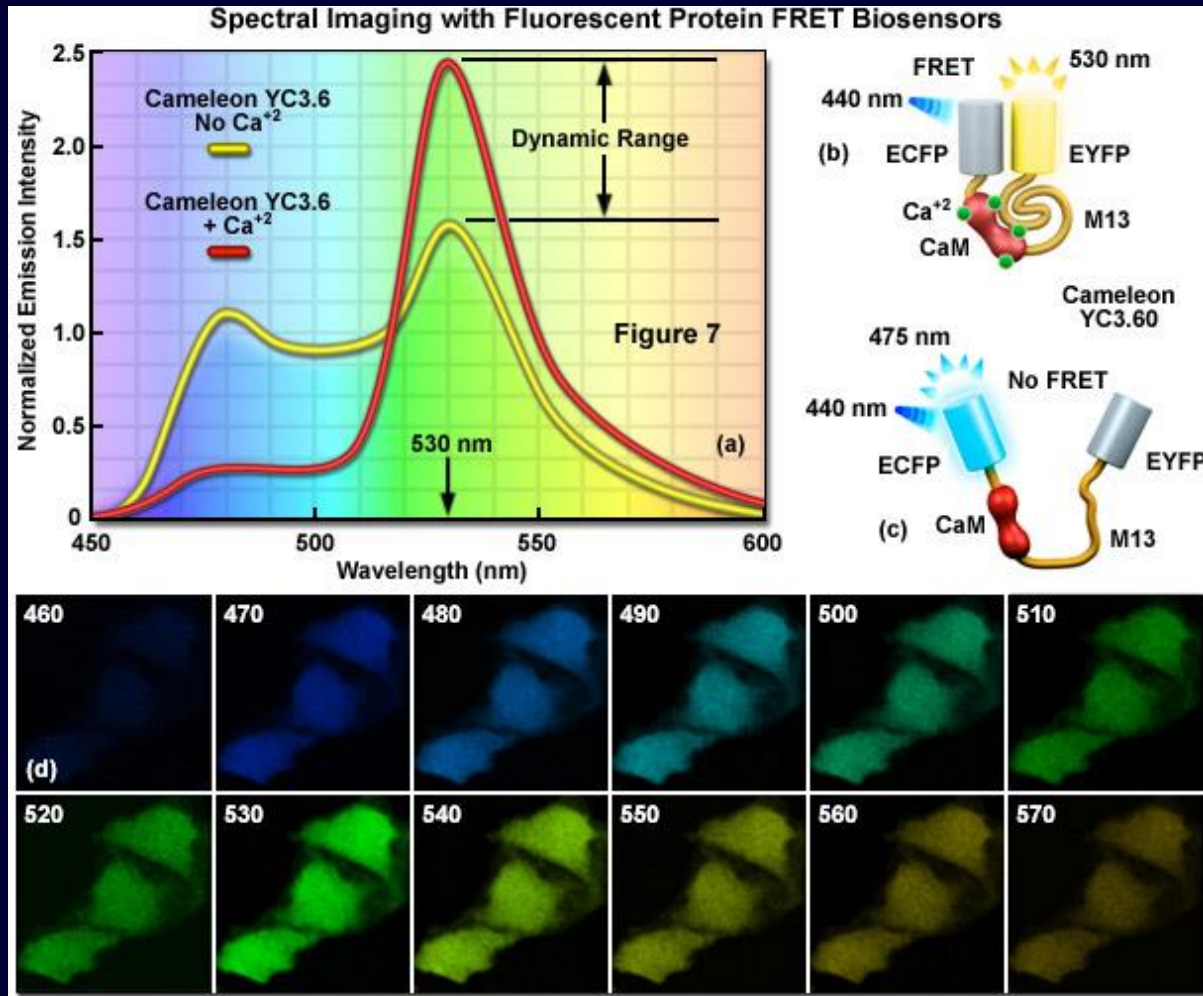 Spectral Imaging with Fluorescent Protein FRET Biosensors
Normalized Emission Intensity
2.5
2.0
1.5
1.0
0.5
0
Cameleon YC3.6
No Ca+2
Cameleon YC3.6
+ Ca+2
Dynamic Range
Figure 7
530 nm
(a)
450
500
550
600
Wavelength (nm)
FRET
530 nm
440 nm
(b)
ECFP
EYFP
Ca+2
M13
CaM
Cameleon
YC3.60
475 nm
No FRET
440 nm
ECFP
EYFP
CaM
(c)
M13
460
470
480
490
500
510
(d)
520
530
540
550
560
570